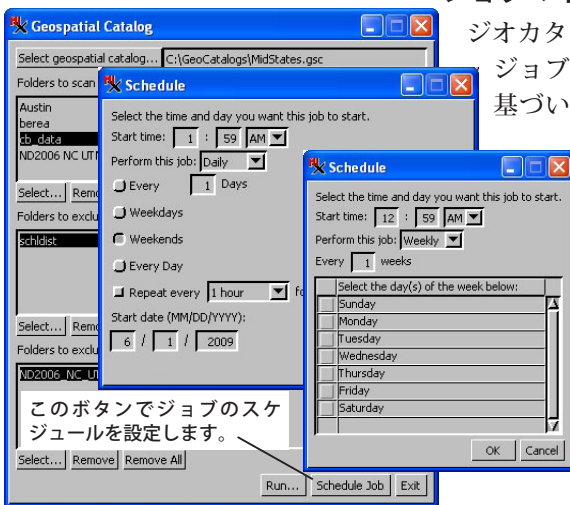 ジオカタ
ジョブ
基づい
Geospatial Catalog
Select geospatial catalog... C:\GeoCatalogs\MidStates.gsc
Folders to scan
Austin
berea
cb_data
ND2006 NC UTM
Select... Remo
Folders to exclu
schldist
Select... Remo
Folders to exclu
ND2006_NC_UT
Select... Remove Remove All
Run... Schedule Job Exit
このボタンでジョブのスケ
ジュールを設定します。
Schedule
Select the time and day you want this job to start.
Start time: 1 : 59 AM
Perform this job: Daily
Every 1 Days
Weekdays
Weekends
Every Day
Repeat every 1 hour fo
Start date (MM/DD/YYYY):
6 / 1 / 2009
Schedule
Select the time and day you want this job to start.
Start time: 12 : 59 AM
Perform this job: Weekly
Every 1 weeks
Select the day(s) of the week below:
Sunday
Monday
Tuesday
Wednesday
Thursday
Friday
Saturday
OK Cancel